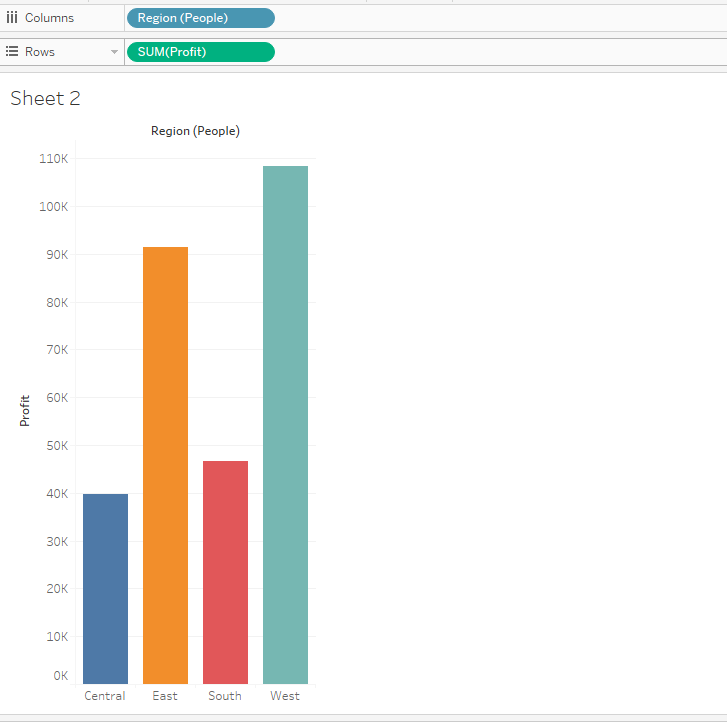 Columns Region (People)
Rows SUM(Profit)
Sheet 2
Region (People)
110K
100K
90K
80K
70K
60K
50K
40K
30K
20K
10K
0K
Profit
Central East South West